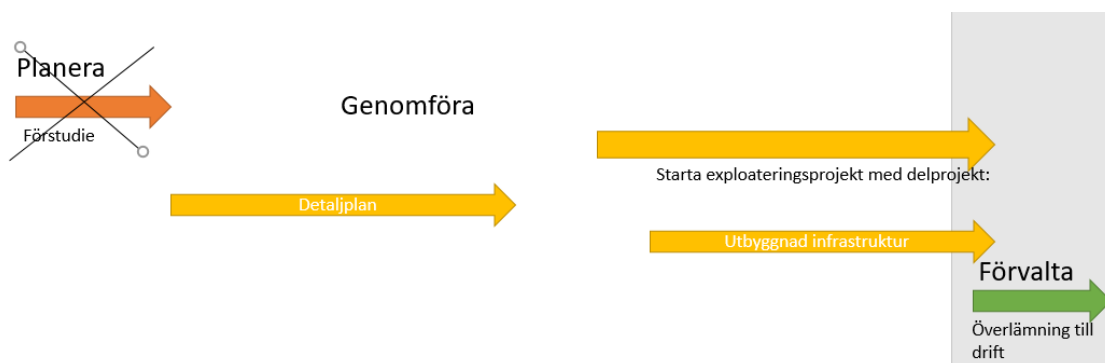 Planera
Förstudie
Genomföra
Detaljplan
Starta exploateringsprojekt med delprojekt:
Utbyggnad infrastruktur
Förvalta
Överlämning till
drift